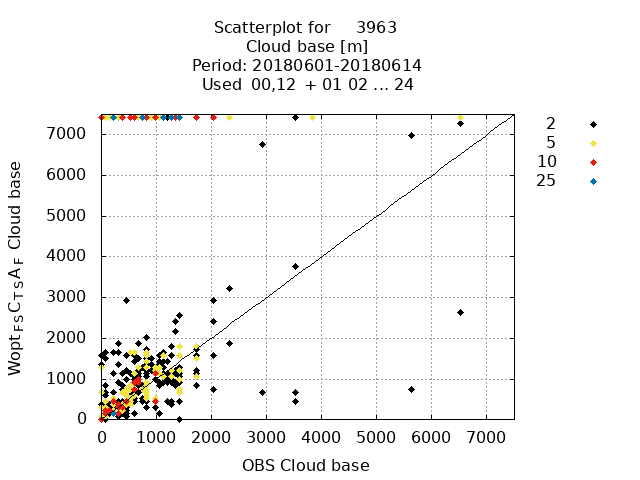 Scatterplot for 3963
Cloud base [m]
Period: 20180601-20180614
Used 00,12 + 01 02 ... 24
2
5
10
25
Wopt FS C TS A F Cloud base
7000
6000
5000
4000
3000
2000
1000
0
0 1000 2000 3000 4000 5000 6000 7000
OBS Cloud base